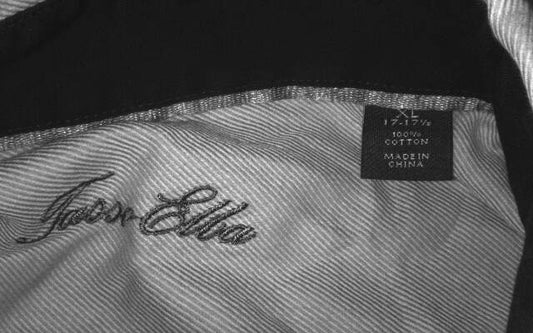 XL
17-17½
100%
COTTON
MADE IN
CHINA
Tasso Elba